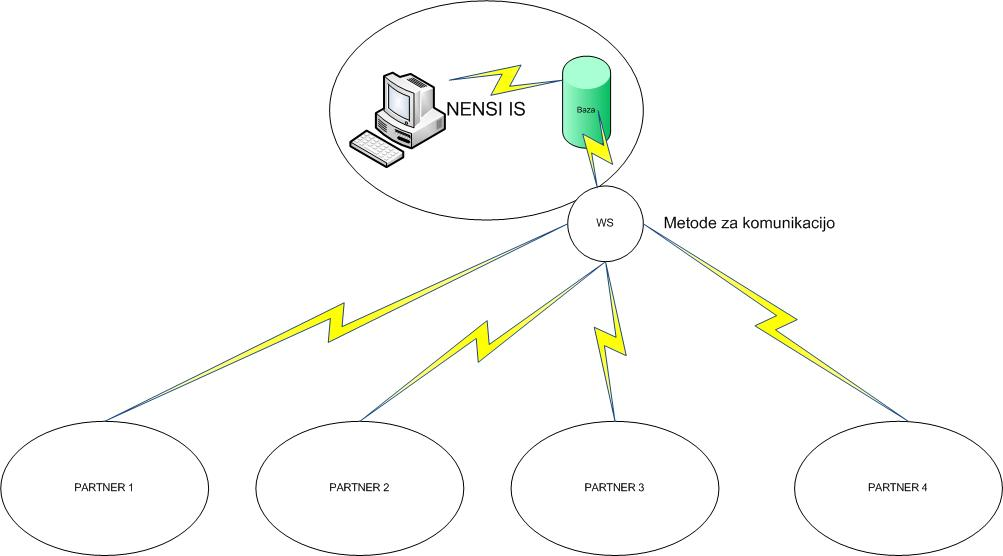 NENSI IS
Baza
WS
Metode za komunikacijo
PARTNER 1
PARTNER 2
PARTNER 3
PARTNER 4